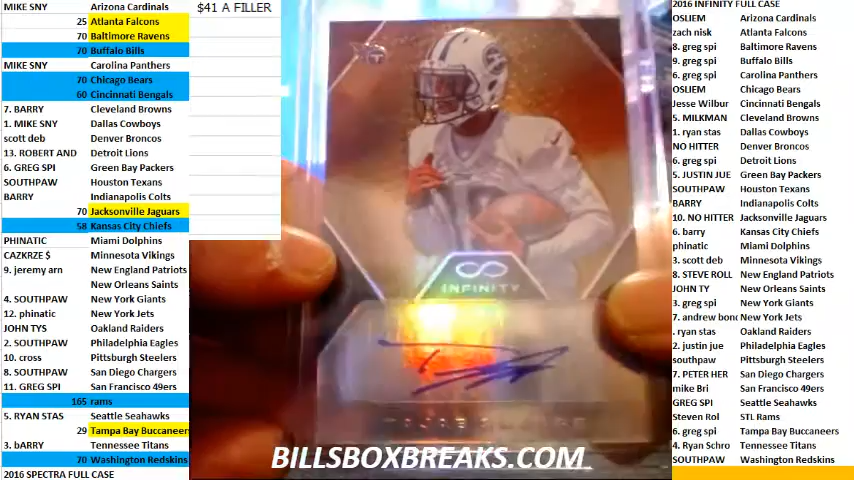 MIKE SNY Arizona Cardinals
25 Atlanta Falcons
70 Baltimore Ravens
70 Buffalo Bills
MIKE SNY Carolina Panthers
70 Chicago Bears
60 Cincinnati Bengals
7. BARRY Cleveland Browns
1. MIKE SNY Dallas Cowboys
scott deb Denver Broncos
13. ROBERT AND Detroit Lions
6. GREG SPI Green Bay Packers
SOUTHPAW Houston Texans
BARRY Indianapolis Colts
70 Jacksonville Jaguars
58 Kansas City Chiefs
PHINATIC Miami Dolphins
CAZKRZE $ Minnesota Vikings
9. jeremy arn New England Patriots
New Orleans Saints
4. SOUTHPAW New York Giants
12. phinatic New York Jets
JOHN TYS Oakland Raiders
2. SOUTHPAW Philadelphia Eagles
10. cross Pittsburgh Steelers
8. SOUTHPAW San Diego Chargers
11. GREG SPI San Francisco 49ers
165 rams
5. RYAN STAS Seattle Seahawks
29 Tampa Bay Buccaneers
3. bARRY Tennessee Titans
70 Washington Redskins
2016 SPECTRA FULL CASE
$41 A FILLER
INFINITY
BILLSBOXBREAKS.COM
2016 INFINITY FULL CASE
OSLIEM Arizona Cardinals
zach nisk Atlanta Falcons
8. greg spi Baltimore Ravens
9. greg spi Buffalo Bills
6. greg spi Carolina Panthers
OSLIEM Chicago Bears
Jesse Wilbur Cincinnati Bengals
5. MILKMAN Cleveland Browns
1. ryan stas Dallas Cowboys
NO HITTER Denver Broncos
6. greg spi Detroit Lions
5. JUSTIN JUE Green Bay Packers
SOUTHPAW Houston Texans
BARRY Indianapolis Colts
10. NO HITTER Jacksonville Jaguars
6. barry Kansas City Chiefs
phinatic Miami Dolphins
3. scott deb Minnesota Vikings
8. STEVE ROLL New England Patriots
JOHN TY New Orleans Saints
3. greg spi New York Giants
7. andrew bond New York Jets
. ryan stas Oakland Raiders
2. justin jue Philadelphia Eagles
southpaw Pittsburgh Steelers
7. PETER HER San Diego Chargers
mike Bri San Francisco 49ers
GREG SPI Seattle Seahawks
Steven Rol STL Rams
6. greg spi Tampa Bay Buccaneers
4. Ryan Schro Tennessee Titans
SOUTHPAW Washington Redskins